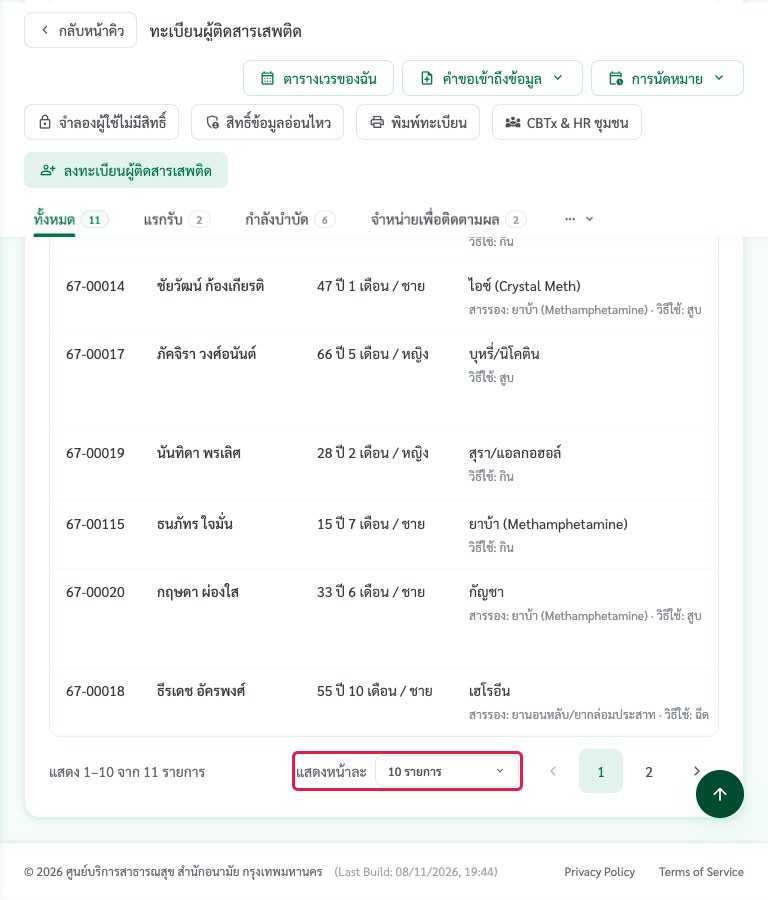 กลับหน้าคิว ทะเบียนผู้ติดสารเสพติด
ตารางเวรของฉัน คำขอเข้าถึงข้อมูล การนัดหมาย
จำลองผู้ใช้ไม่มีสิทธิ์ สิทธิ์ข้อมูลอ่อนไหว พิมพ์ทะเบียน CBTx & HR ชุมชน
ลงทะเบียนผู้ติดสารเสพติด
ทั้งหมด 11 แรกรับ 2 กำลังบำบัด 6 จำหน่ายเพื่อติดตามผล 2 ...
วิธีใช้: กิน
67-00014 ชัยวัฒน์ ก้องเกียรติ 47 ปี 1 เดือน / ชาย ไอซ์ (Crystal Meth)
สารรอง: ยาบ้า (Methamphetamine) · วิธีใช้: สูบ
67-00017 ภัคจิรา วงศ์อนันต์ 66 ปี 5 เดือน / หญิง บุหรี่/นิโคติน
วิธีใช้: สูบ
67-00019 นันทิดา พรเลิศ 28 ปี 2 เดือน / หญิง สุรา/แอลกอฮอล์
วิธีใช้: กิน
67-00115 ธนภัทร ใจมั่น 15 ปี 7 เดือน / ชาย ยาบ้า (Methamphetamine)
วิธีใช้: กิน
67-00020 กฤษดา ผ่องใส 33 ปี 6 เดือน / ชาย กัญชา
สารรอง: ยาบ้า (Methamphetamine) · วิธีใช้: สูบ
67-00018 ธีรเดช อัครพงศ์ 55 ปี 10 เดือน / ชาย เฮโรอีน
สารรอง: ยานอนหลับ/ยากล่อมประสาท · วิธีใช้: ฉีด
แสดง 1–10 จาก 11 รายการ แสดงหน้าละ 10 รายการ 1 2
© 2026 ศูนย์บริการสาธารณสุข สำนักอนามัย กรุงเทพมหานคร (Last Build: 08/11/2026, 19:44) Privacy Policy Terms of Service